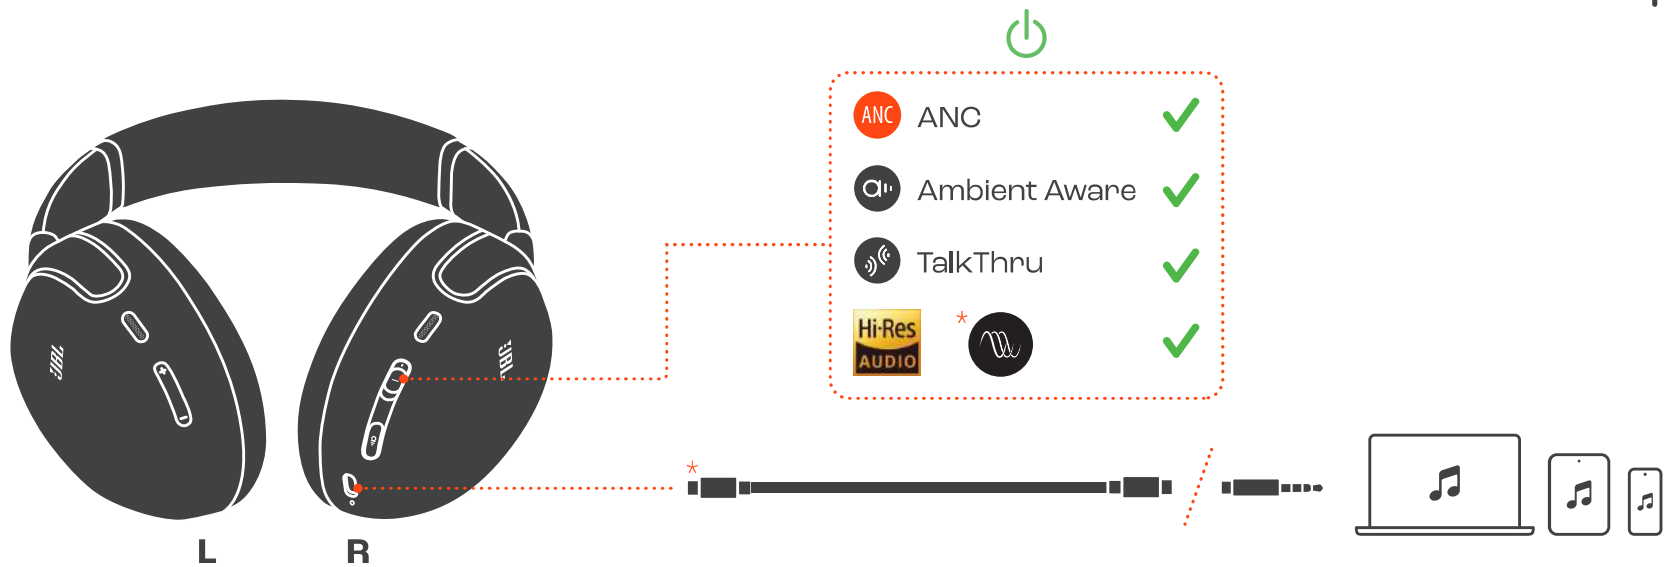 ANC ANC
Ambient Aware
TalkThru
Hi-Res
AUDIO
*
JBL
JBL
+
-
*
L R